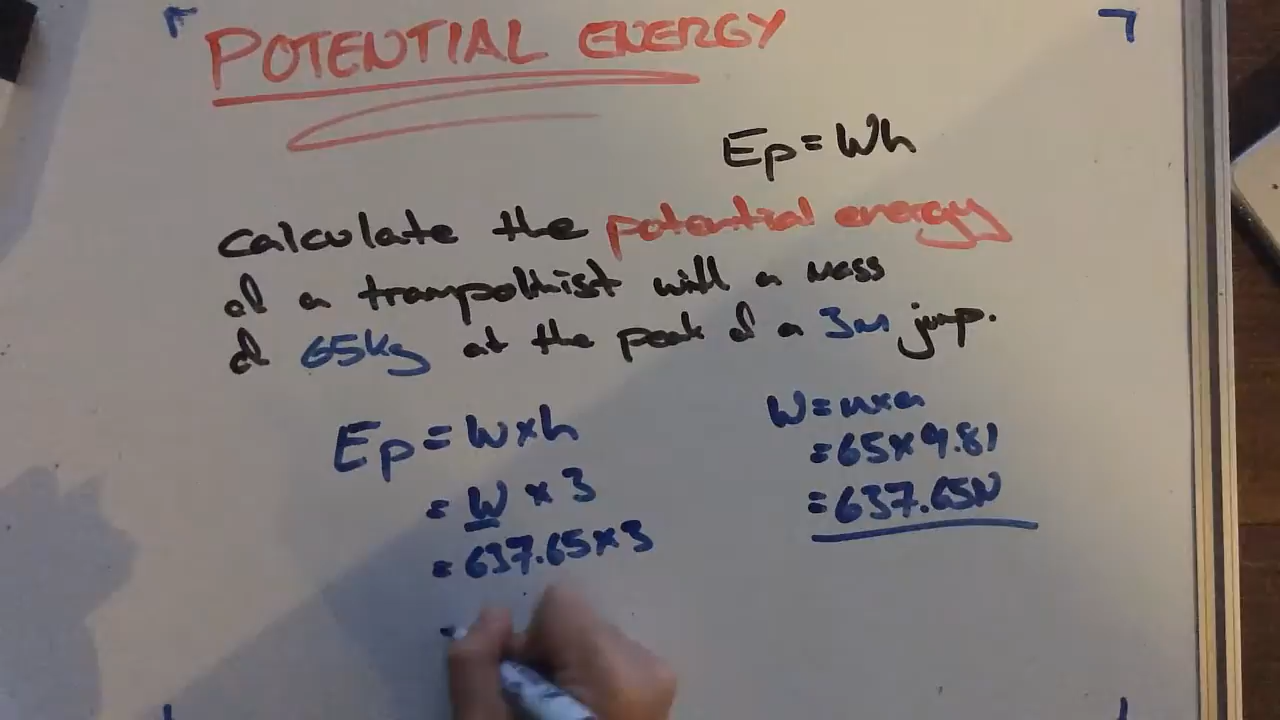 POTENTIAL ENERGY
Ep = Wh
Calculate the potential energy
of a trampolinist with a mass
of 65kg at the peak of a 3m jump.
Ep = W × h
= W × 3
= 637.65 × 3
W = m × a
= 65 × 9.81
= 637.65N